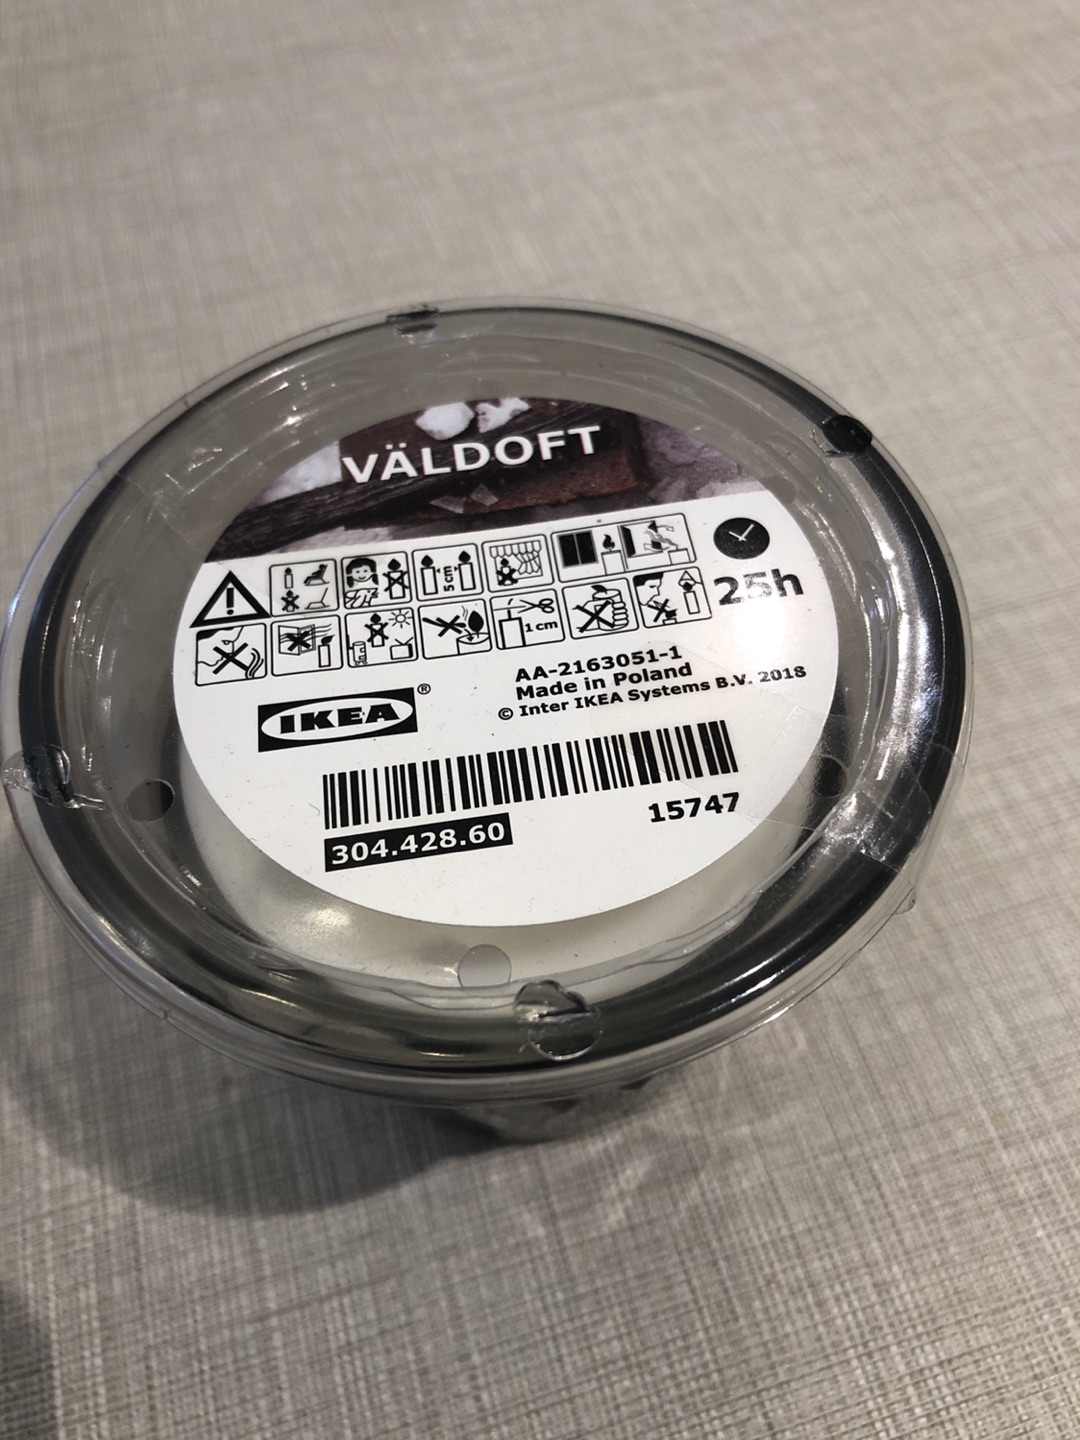 VÄLDOFT
5 cm
25h
1 cm
AA-2163051-1
Made in Poland
© Inter IKEA Systems B.V. 2018
IKEA®
15747
304.428.60